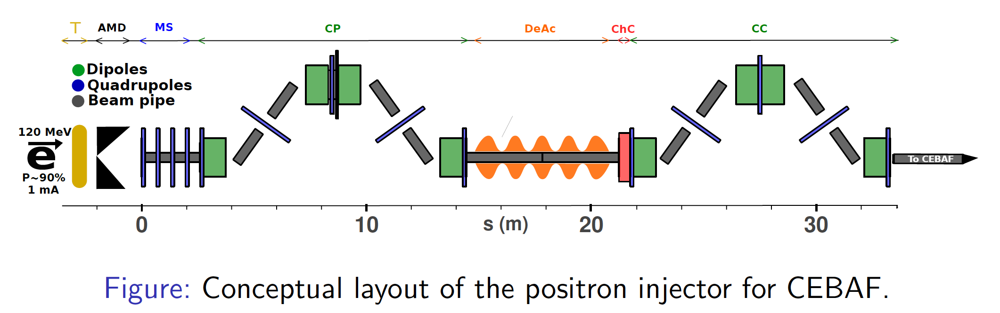 T AMD MS CP DeAc ChC CC
Dipoles
Quadrupoles
Beam pipe
120 MeV
e
P~90%
1 mA
To CEBAF
0 10 s (m) 20 30
Figure: Conceptual layout of the positron injector for CEBAF.